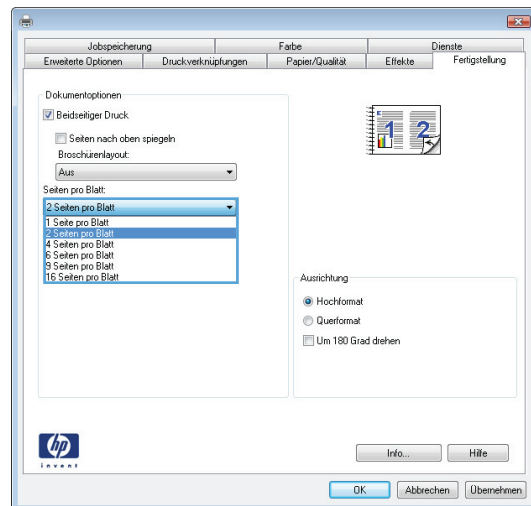 Jobspeicherung Farbe Dienste
Erweiterte Optionen Druckverknüpfungen Papier/Qualität Effekte Fertigstellung
Dokumentoptionen
Beidseitiger Druck
Seiten nach oben spiegeln
Broschürenlayout:
Aus
Seiten pro Blatt:
2 Seiten pro Blatt
1 Seite pro Blatt
2 Seiten pro Blatt
4 Seiten pro Blatt
6 Seiten pro Blatt
9 Seiten pro Blatt
16 Seiten pro Blatt
1 2
Ausrichtung
Hochformat
Querformat
Um 180 Grad drehen
hp
invent
Info... Hilfe
OK Abbrechen Übernehmen